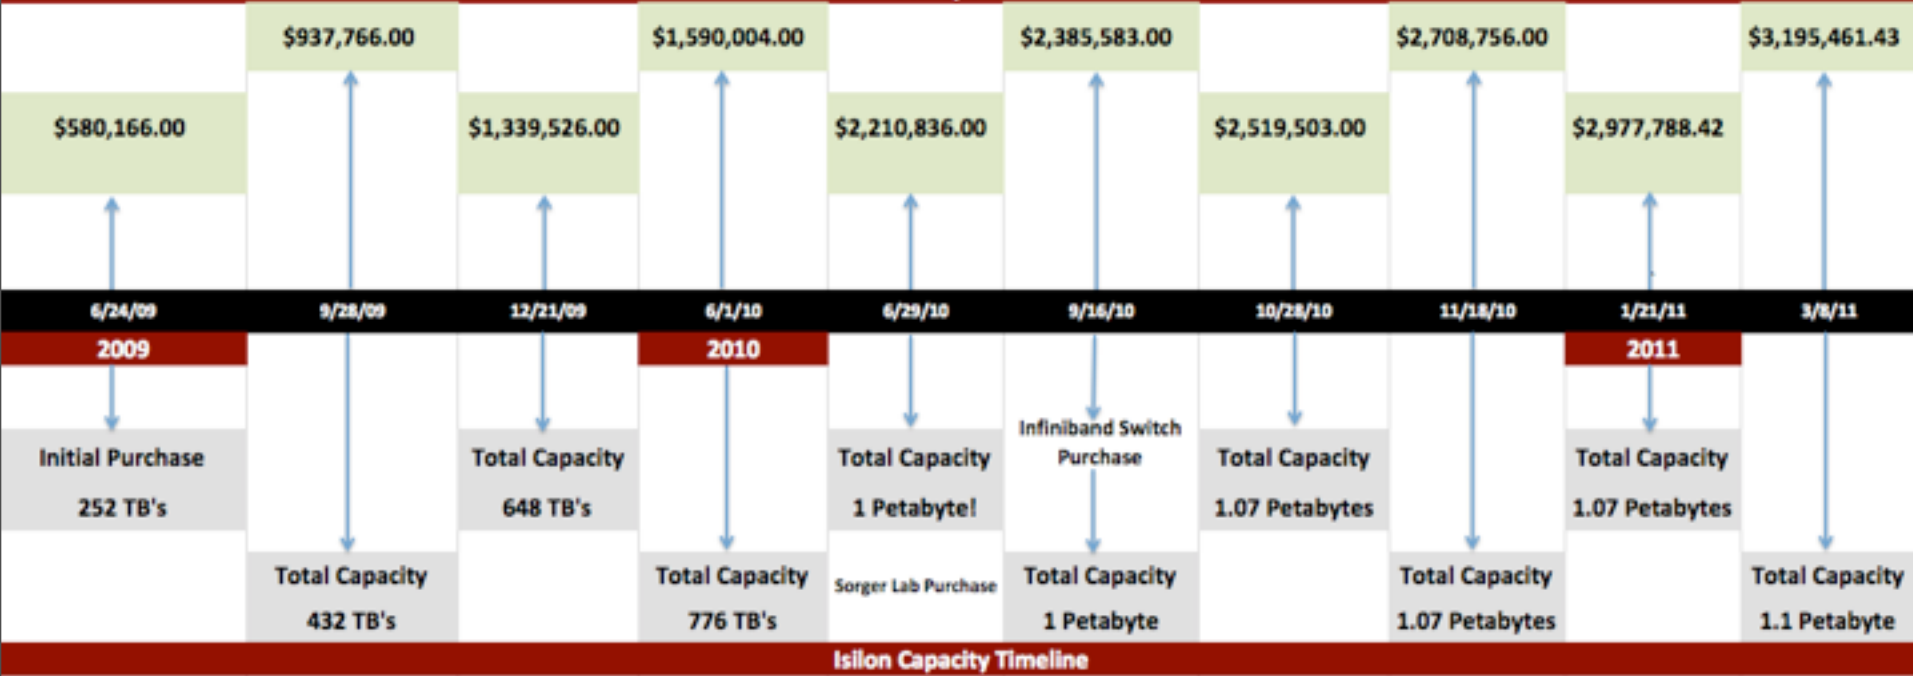 $937,766.00
$1,590,004.00
$2,385,583.00
$2,708,756.00
$3,195,461.43
$580,166.00
$1,339,526.00
$2,210,836.00
$2,519,503.00
$2,977,788.42
6/24/09
9/28/09
12/21/09
6/1/10
6/29/10
9/16/10
10/28/10
11/18/10
1/21/11
3/8/11
2009
2010
2011
Initial Purchase
252 TB's
Total Capacity
648 TB's
Total Capacity
1 Petabyte!
Infiniband Switch
Purchase
Total Capacity
1.07 Petabytes
Total Capacity
1.07 Petabytes
Total Capacity
432 TB's
Total Capacity
776 TB's
Sorger Lab Purchase
Total Capacity
1 Petabyte
Total Capacity
1.07 Petabytes
Total Capacity
1.1 Petabyte
Isilon Capacity Timeline